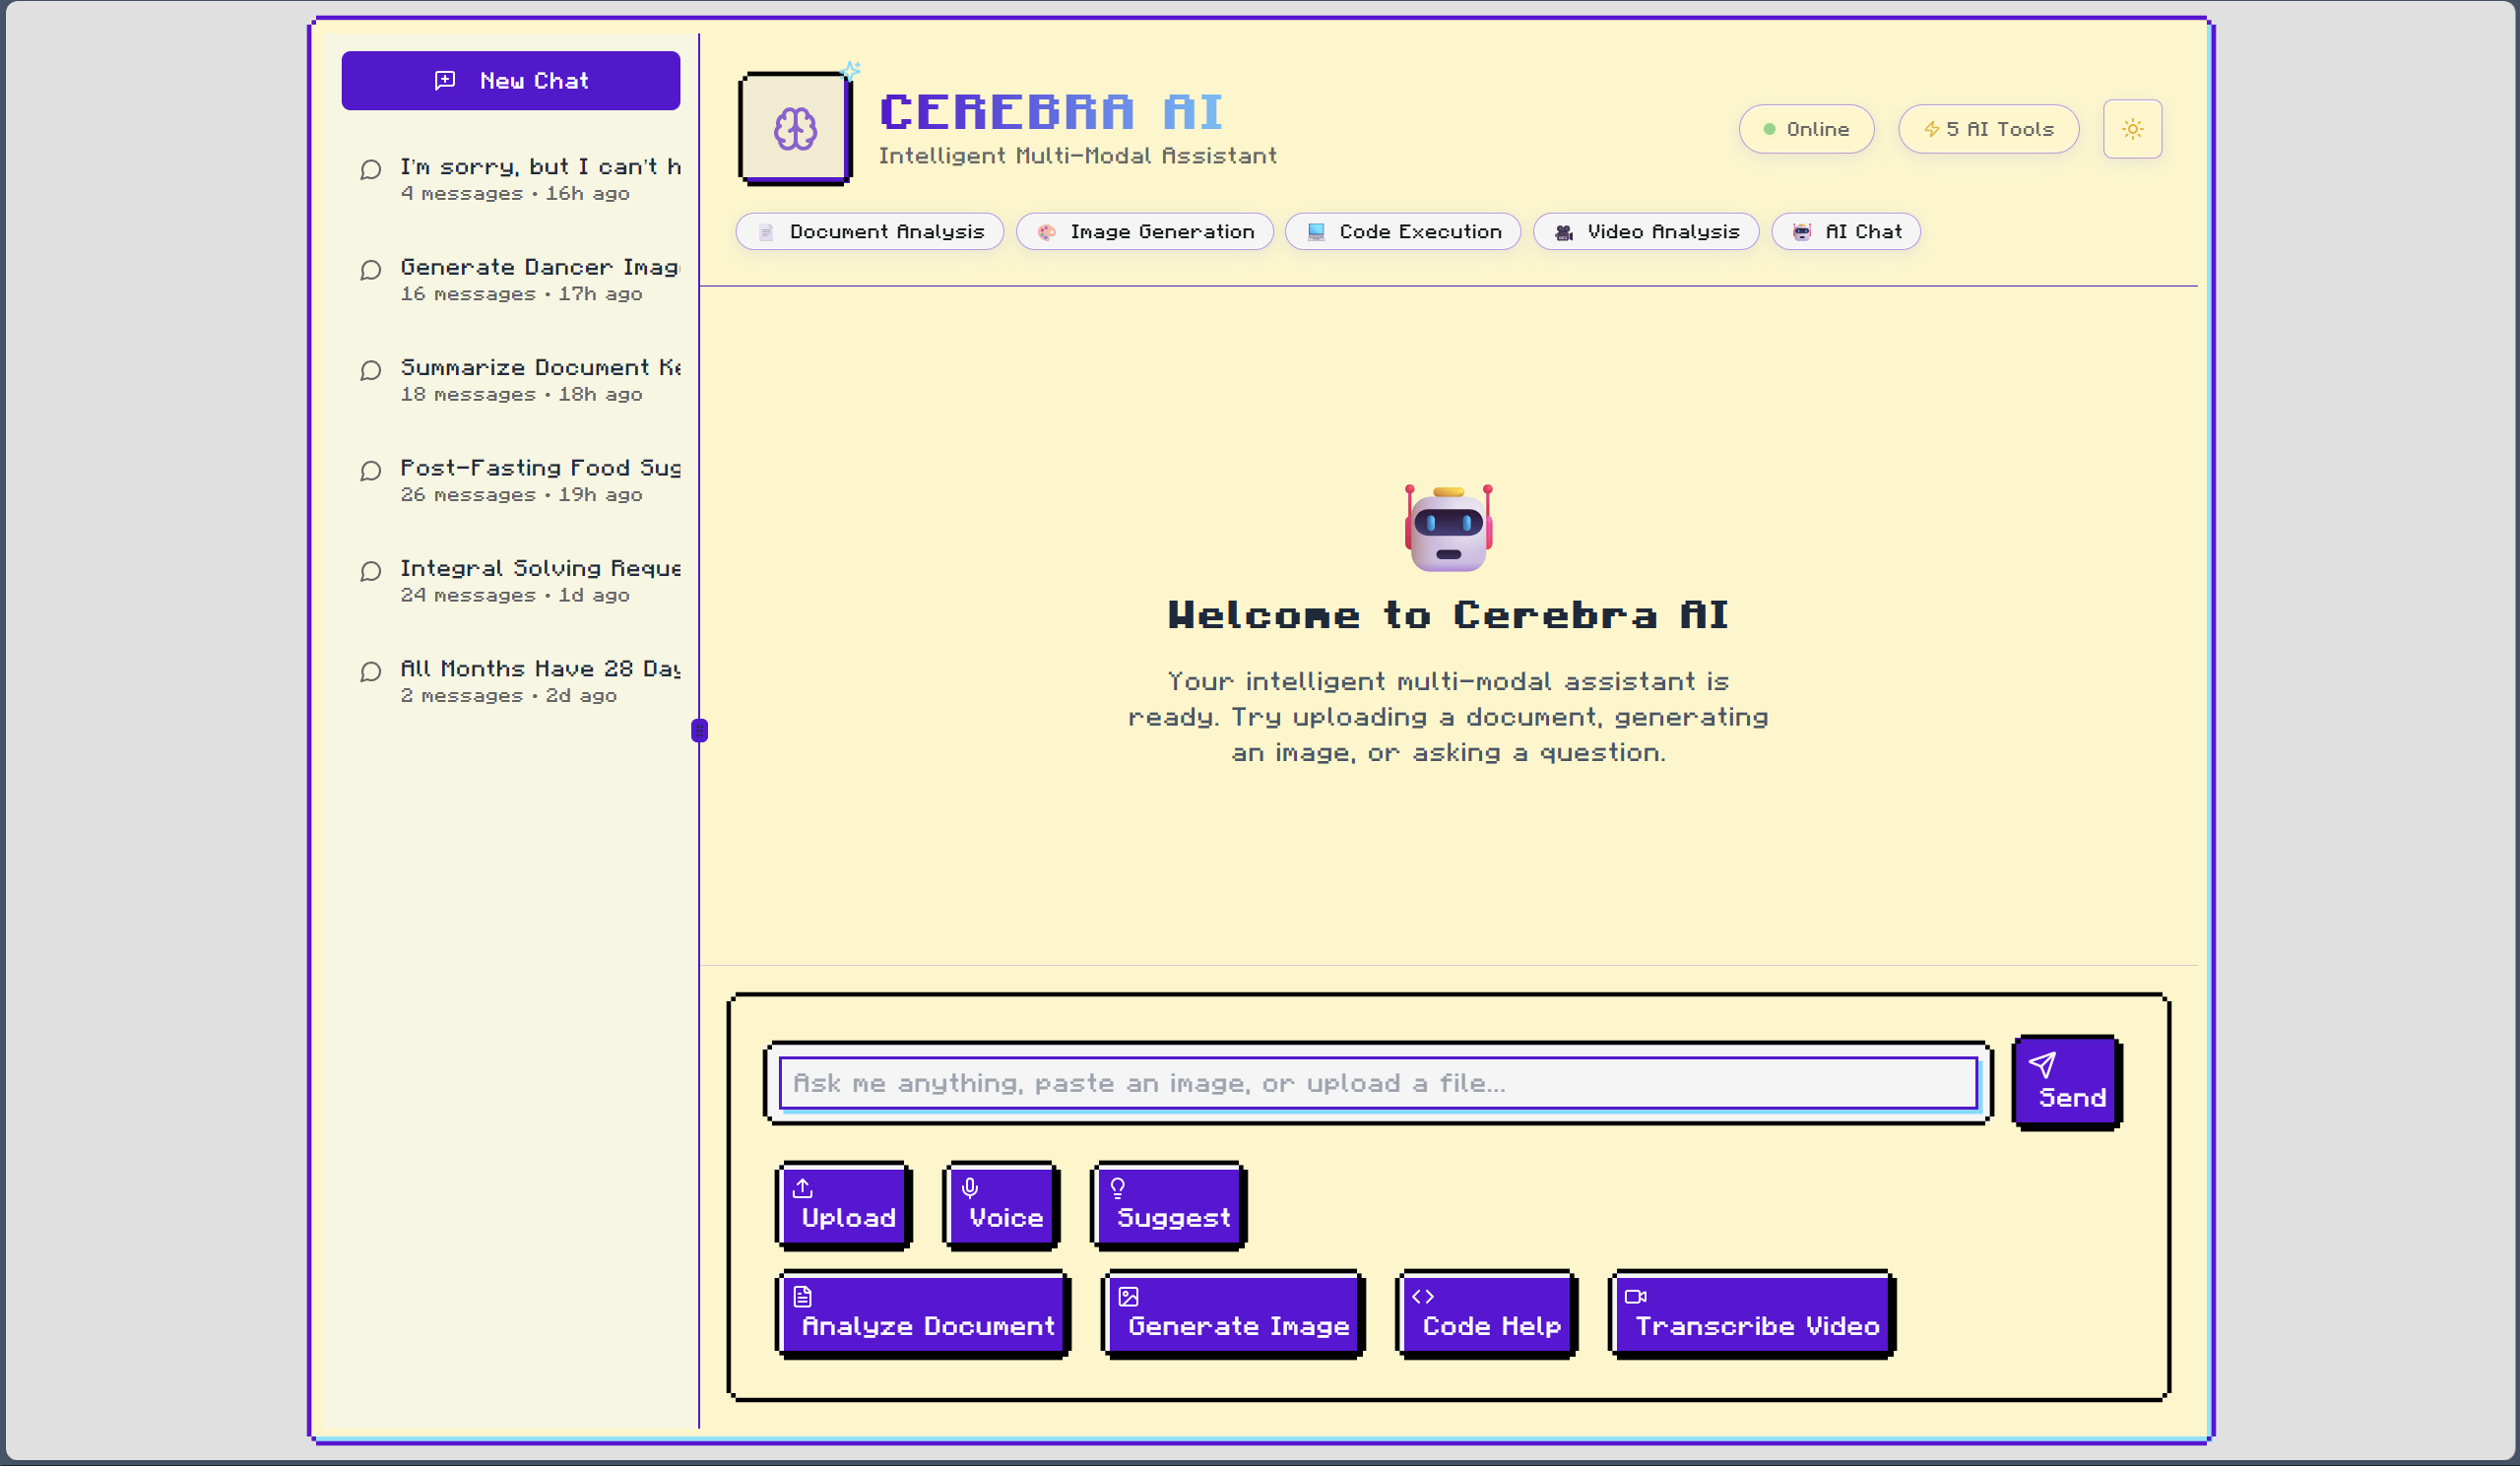 New Chat
I'm sorry, but I can't h
4 messages • 16h ago
Generate Dancer Imag
16 messages • 17h ago
Summarize Document Ke
18 messages • 18h ago
Post-Fasting Food Sug
26 messages • 19h ago
Integral Solving Reque
24 messages • 1d ago
All Months Have 28 Day
2 messages • 2d ago
CEREBRA AI
Intelligent Multi-Modal Assistant
Online
5 AI Tools
Document Analysis
Image Generation
Code Execution
Video Analysis
AI Chat
Welcome to Cerebra AI
Your intelligent multi-modal assistant is
ready. Try uploading a document, generating
an image, or asking a question.
Ask me anything, paste an image, or upload a file...
Send
Upload
Voice
Suggest
Analyze Document
Generate Image
Code Help
Transcribe Video